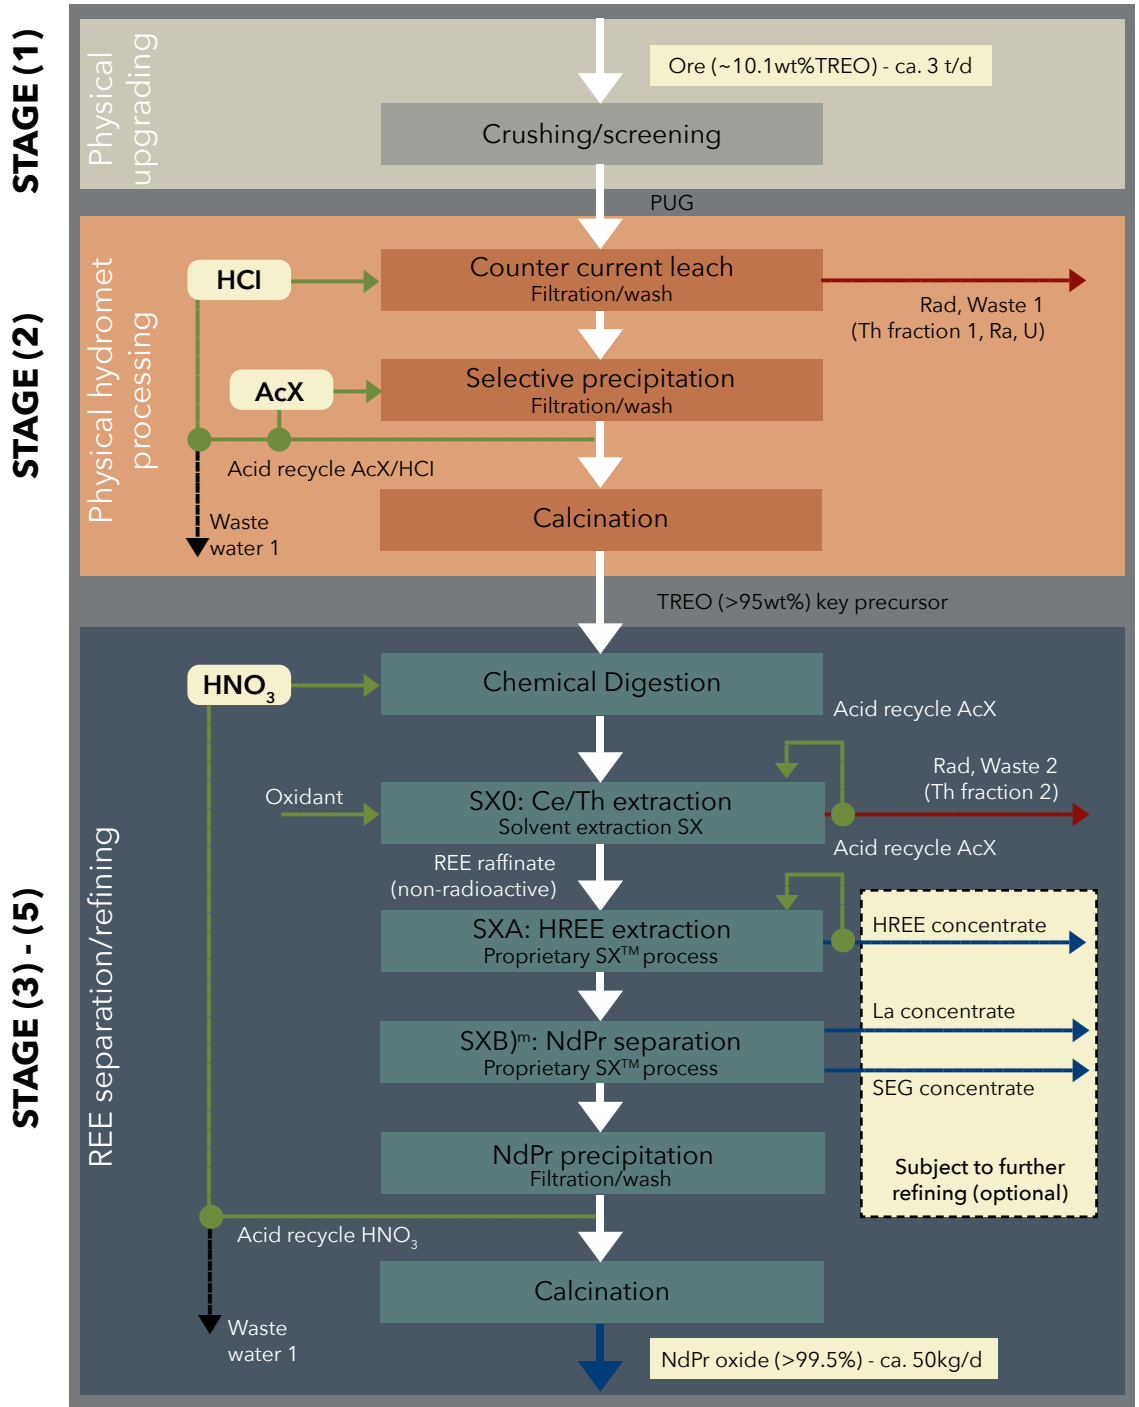 STAGE (1)
Physical
upgrading
Ore (~10.1wt%TREO) - ca. 3 t/d
Crushing/screening
PUG
STAGE (2)
Physical hydromet
processing
HCl
Counter current leach
Filtration/wash
Rad, Waste 1
(Th fraction 1, Ra, U)
AcX
Selective precipitation
Filtration/wash
Acid recycle AcX/HCl
Waste
water 1
Calcination
TREO (>95wt%) key precursor
STAGE (3) - (5)
REE separation/refining
HNO₃
Chemical Digestion
Acid recycle AcX
Oxidant
SX0: Ce/Th extraction
Solvent extraction SX
Rad, Waste 2
(Th fraction 2)
Acid recycle AcX
REE raffinate
(non-radioactive)
SXA: HREE extraction
Proprietary SX™ process
HREE concentrate
SXB)ᵐ: NdPr separation
Proprietary SX™ process
La concentrate
SEG concentrate
NdPr precipitation
Filtration/wash
Subject to further
refining (optional)
Acid recycle HNO₃
Waste
water 1
Calcination
NdPr oxide (>99.5%) - ca. 50kg/d